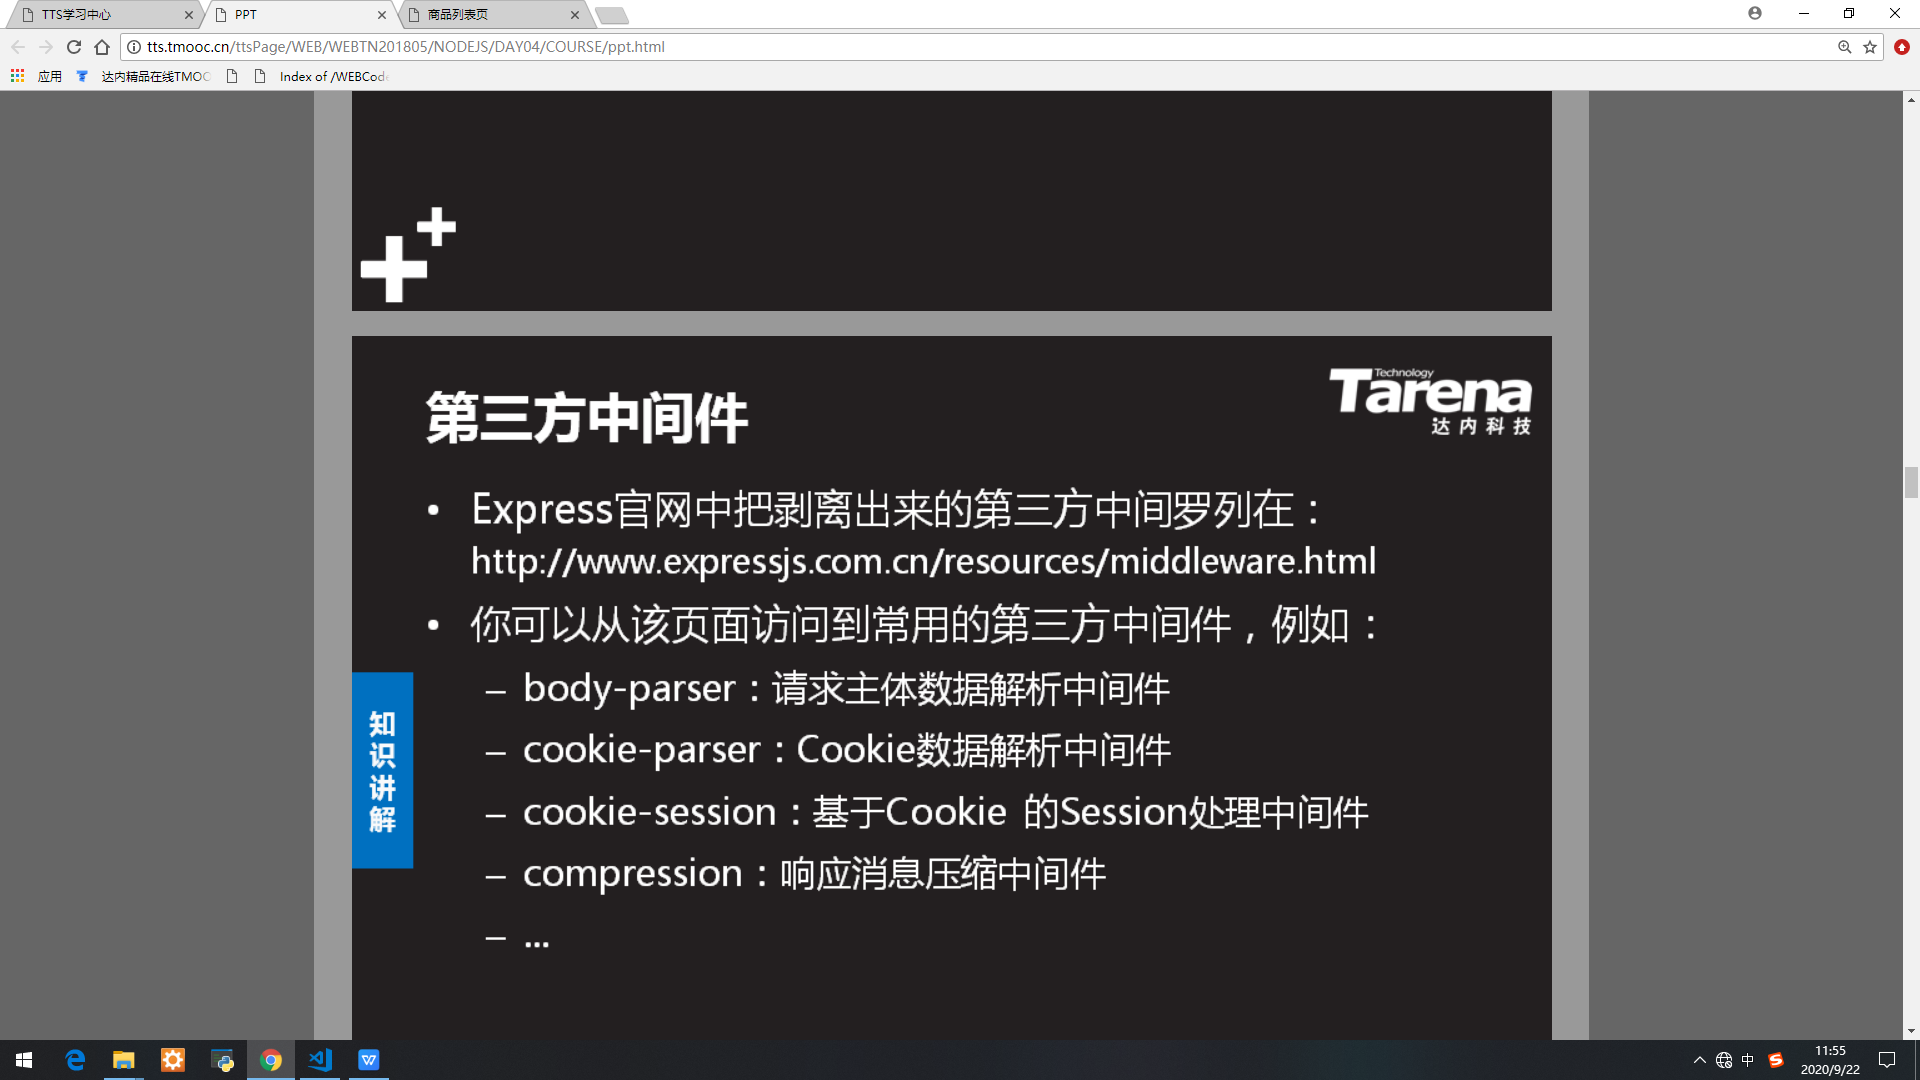 TTS学习中心
PPT
商品列表页
tts.tmooc.cn/ttsPage/WEB/WEBTN201805/NODEJS/DAY04/COURSE/ppt.html
应用
达内精品在线TMOC
Index of /WEBCod
Technology
Tarena
达内科技
第三方中间件
• Express官网中把剥离出来的第三方中间罗列在：
http://www.expressjs.com.cn/resources/middleware.html
• 你可以从该页面访问到常用的第三方中间件，例如：
– body-parser：请求主体数据解析中间件
– cookie-parser：Cookie数据解析中间件
– cookie-session：基于Cookie 的Session处理中间件
– compression：响应消息压缩中间件
– ...
知识讲解
中
11:55
2020/9/22